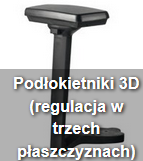 Podłokietniki 3D
(regulacja w
trzech
płaszczyznach)